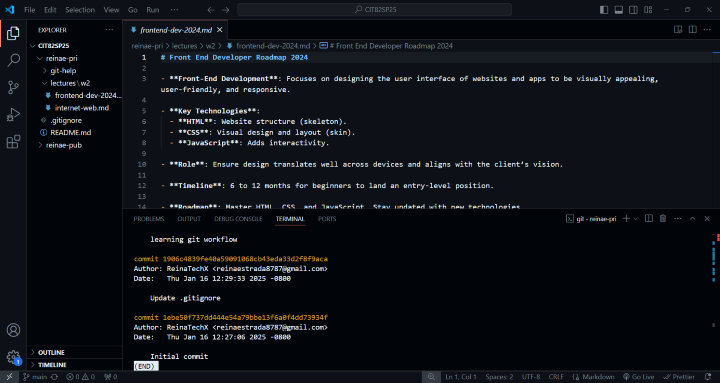 File Edit Selection View Go Run ···
CIT82SP25
EXPLORER ···
CIT82SP25
reinae-pri
git-help
lectures \ w2
frontend-dev-2024...
internet-web.md
.gitignore
README.md
reinae-pub
OUTLINE
TIMELINE
frontend-dev-2024.md
reinae-pri > lectures > w2 > frontend-dev-2024.md > # Front End Developer Roadmap 2024
1 # Front End Developer Roadmap 2024
2
3 - **Front-End Development**: Focuses on designing the user interface of websites and apps to be visually appealing,
user-friendly, and responsive.
4
5 - **Key Technologies**:
6 - **HTML**: Website structure (skeleton).
7 - **CSS**: Visual design and layout (skin).
8 - **JavaScript**: Adds interactivity.
9
10 - **Role**: Ensure design translates well across devices and aligns with the client's vision.
11
12 - **Timeline**: 6 to 12 months for beginners to land an entry-level position.
13
14 - **Roadmap**: Master HTML, CSS, and JavaScript. Stay updated with new technologies
PROBLEMS OUTPUT DEBUG CONSOLE TERMINAL PORTS
git - reinae-pri
learning git workflow
commit 1906c4839fe40a59091068cb43eda33d2f8f9aca
Author: ReinaTechX <reinaestrada8787@gmail.com>
Date: Thu Jan 16 12:29:33 2025 -0800
Update .gitignore
commit 1ebe50f737dd444e54a79bbe13f6a0f4dd73934f
Author: ReinaTechX <reinaestrada8787@gmail.com>
Date: Thu Jan 16 12:27:06 2025 -0800
Initial commit
(END)
1
main 0 0 0 Ln 1, Col 1 Spaces: 2 UTF-8 CRLF Markdown Go Live Prettier